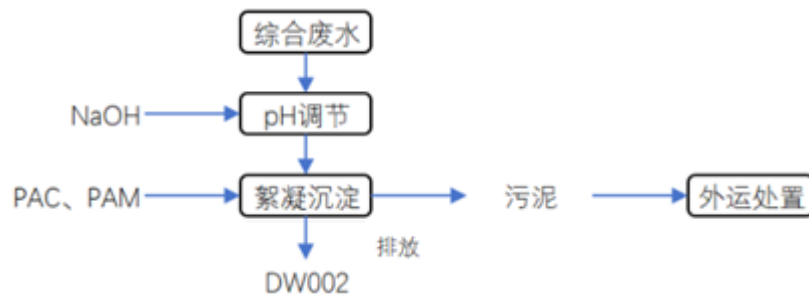 综合废水
NaOH
pH调节
PAC、PAM
絮凝沉淀
污泥
外运处置
排放
DW002